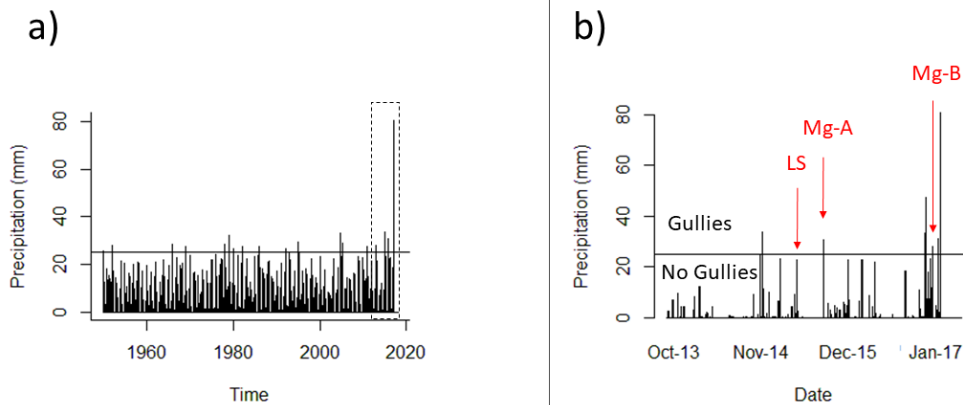 a)
Precipitation (mm)
80
60
40
20
0
1960
1980
2000
2020
Time
b)
Precipitation (mm)
80
60
40
20
0
Mg-B
Mg-A
LS
Gullies
No Gullies
Oct-13
Nov-14
Dec-15
Jan-17
Date